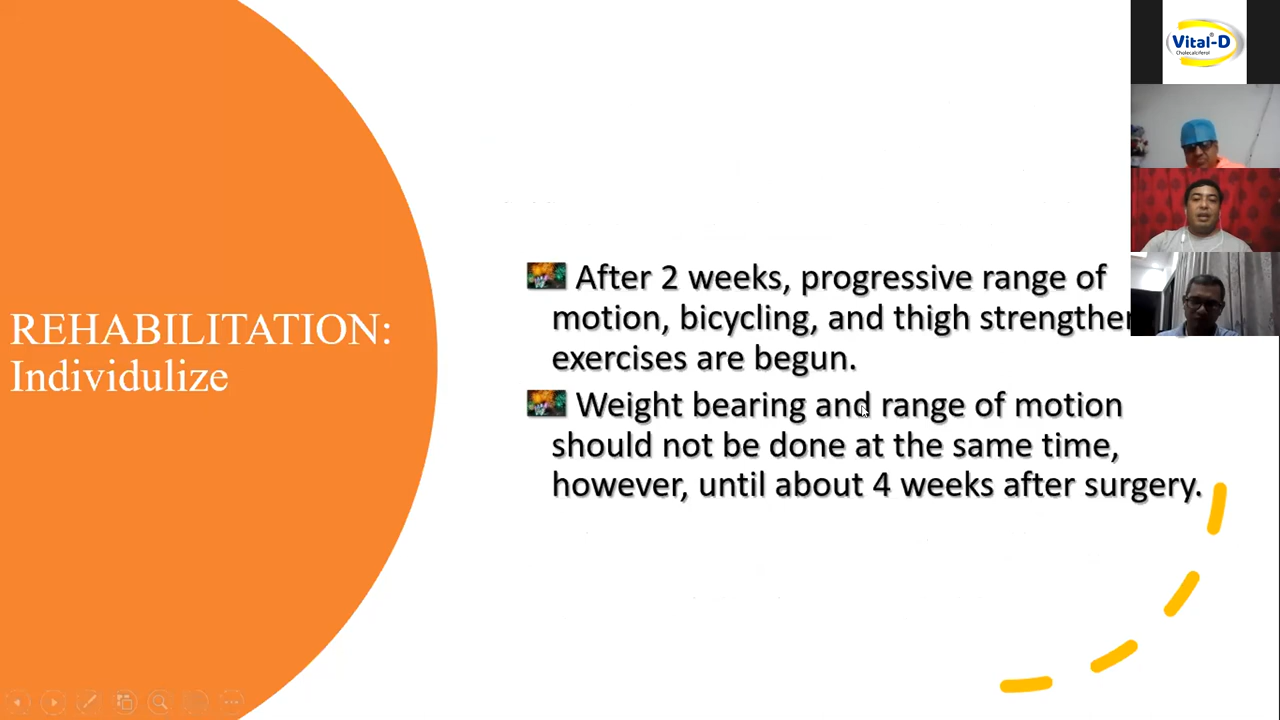 Vital®-D
Cholecalciferol
REHABILITATION:
Individulize
After 2 weeks, progressive range of
motion, bicycling, and thigh strengthen
exercises are begun.
Weight bearing and range of motion
should not be done at the same time,
however, until about 4 weeks after surgery.